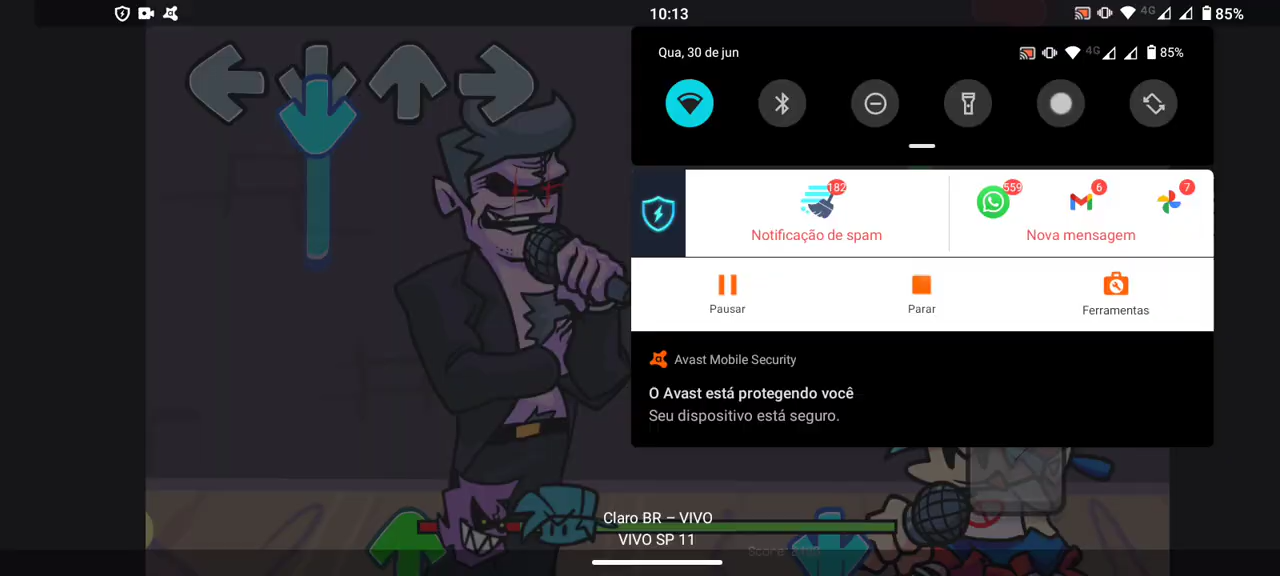 10:13
4G
85%
Qua, 30 de jun
4G
85%
182
559
6
7
Notificação de spam
Nova mensagem
Pausar
Parar
Ferramentas
Avast Mobile Security
O Avast está protegendo você
Seu dispositivo está seguro.
Claro BR – VIVO
VIVO SP 11
Score: